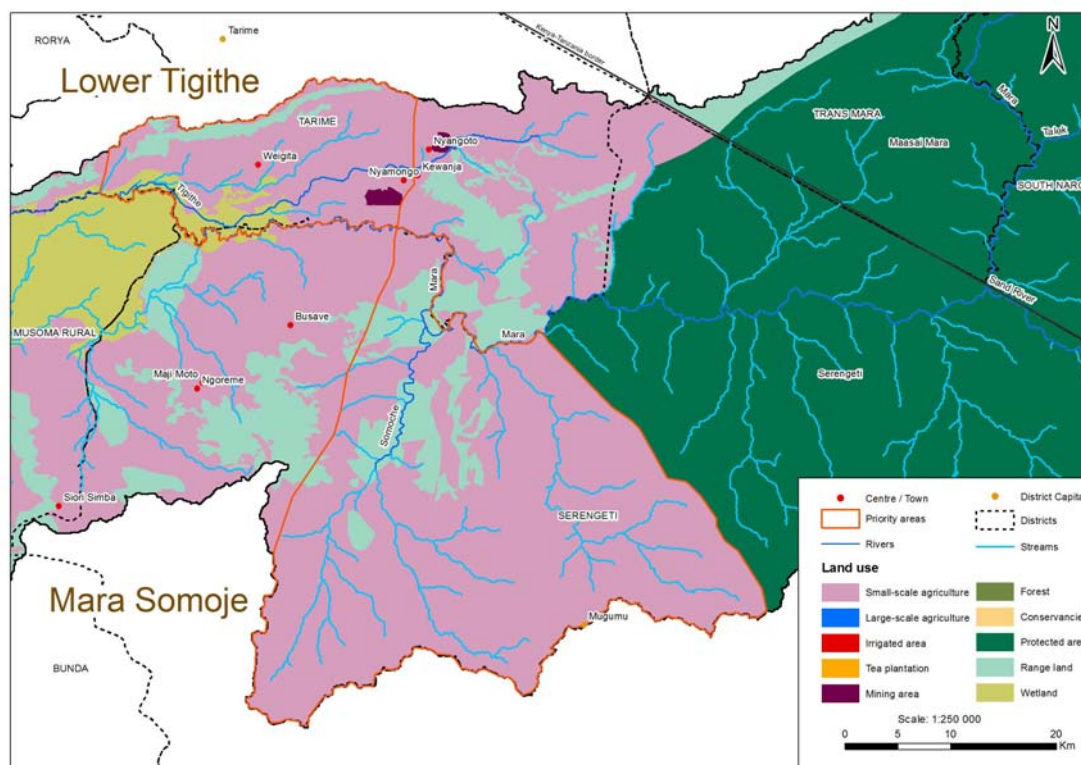 RORYA
Tarime
Kenya-Tanzania border
N
Lower Tigithe
TARIME
Mara
TRANS MARA
Talek
Nyangoto
Maasai Mara
Weigita
Kewanja
Nyamongo
SOUTH NARO
Tigithe
Mara
Sand River
MUSOMA RURAL
Busave
Mara
Serengeti
Maji Moto
Ngoreme
Somoche
Sion Simba
SERENGETI
Mara Somoje
Mugumu
BUNDA
Centre / Town
District Capital
Priority areas
Districts
Rivers
Streams
Land use
Small-scale agriculture
Forest
Large-scale agriculture
Conservancie
Irrigated area
Protected are
Tea plantation
Range land
Mining area
Wetland
Scale: 1:250 000
0 5 10 20
Km